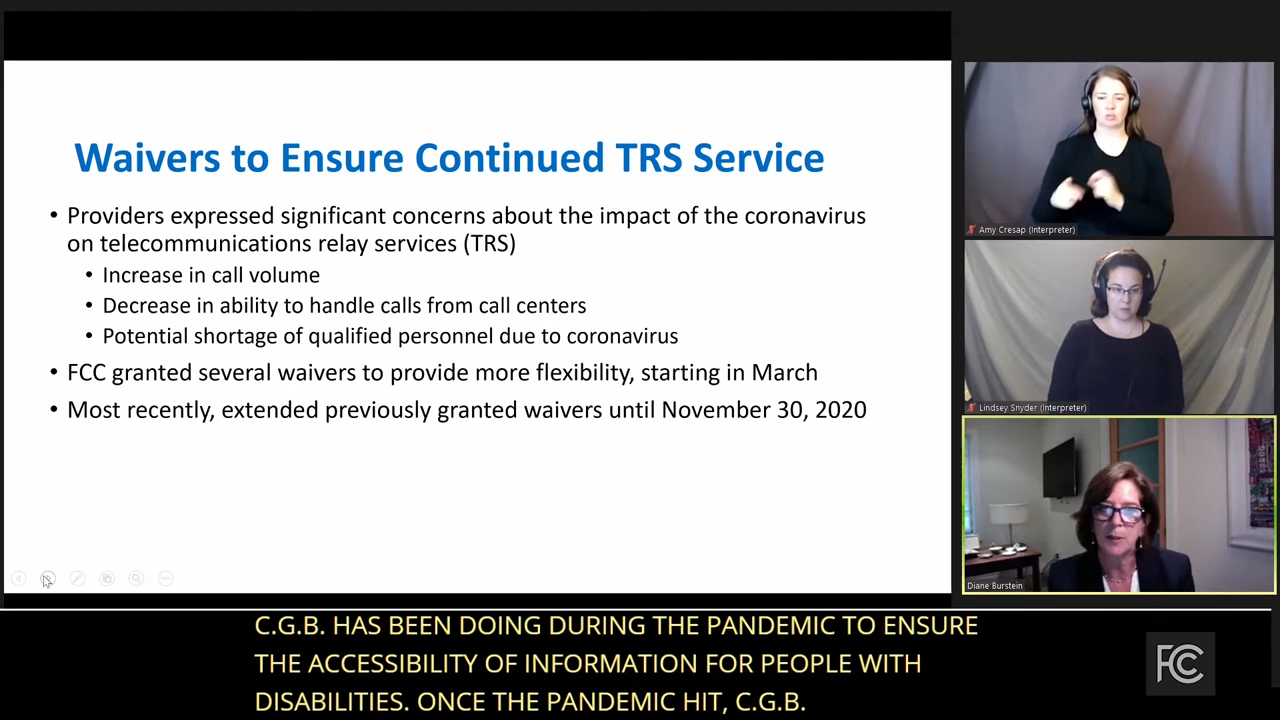 Waivers to Ensure Continued TRS Service
• Providers expressed significant concerns about the impact of the coronavirus
on telecommunications relay services (TRS)
• Increase in call volume
• Decrease in ability to handle calls from call centers
• Potential shortage of qualified personnel due to coronavirus
• FCC granted several waivers to provide more flexibility, starting in March
• Most recently, extended previously granted waivers until November 30, 2020
Amy Cresap (Interpreter)
Lindsey Snyder (Interpreter)
Diane Burstein
C.G.B. HAS BEEN DOING DURING THE PANDEMIC TO ENSURE
THE ACCESSIBILITY OF INFORMATION FOR PEOPLE WITH
DISABILITIES. ONCE THE PANDEMIC HIT, C.G.B.
FCC